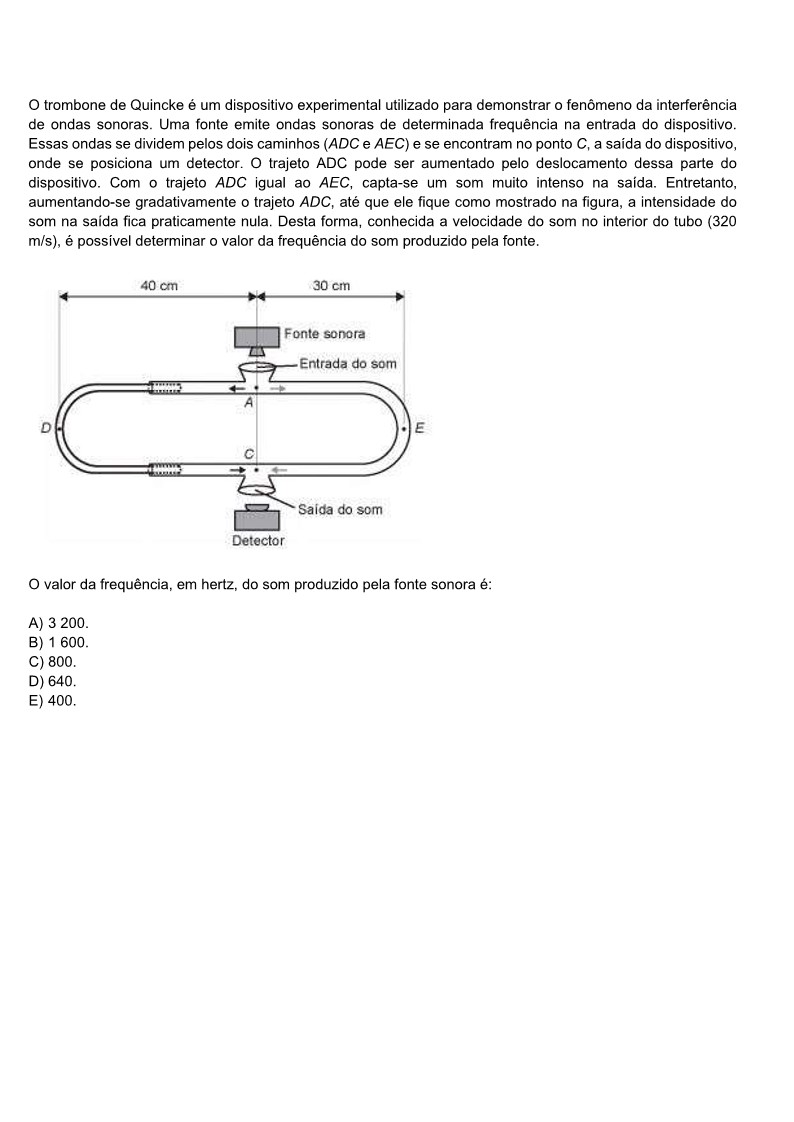 O trombone de Quincke é um dispositivo experimental utilizado para demonstrar o fenômeno da interferência
de ondas sonoras. Uma fonte emite ondas sonoras de determinada frequência na entrada do dispositivo.
Essas ondas se dividem pelos dois caminhos (ADC e AEC) e se encontram no ponto C, a saída do dispositivo,
onde se posiciona um detector. O trajeto ADC pode ser aumentado pelo deslocamento dessa parte do
dispositivo. Com o trajeto ADC igual ao AEC, capta-se um som muito intenso na saída. Entretanto,
aumentando-se gradativamente o trajeto ADC, até que ele fique como mostrado na figura, a intensidade do
som na saída fica praticamente nula. Desta forma, conhecida a velocidade do som no interior do tubo (320
m/s), é possível determinar o valor da frequência do som produzido pela fonte.
40 cm 30 cm
Fonte sonora
Entrada do som
A
D E
C
Saída do som
Detector
O valor da frequência, em hertz, do som produzido pela fonte sonora é:
A) 3 200.
B) 1 600.
C) 800.
D) 640.
E) 400.